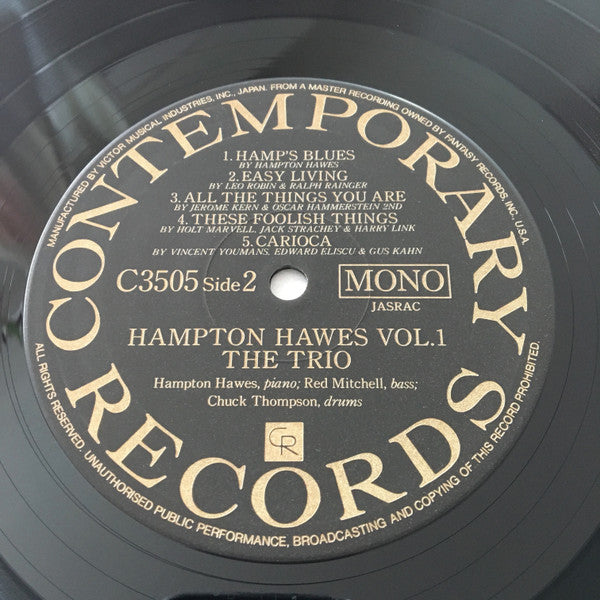 MANUFACTURED BY VICTOR MUSICAL INDUSTRIES, INC., JAPAN. FROM A MASTER RECORDING OWNED BY FANTASY RECORDS INC. U.S.A.
CONTEMPORARY
1. HAMP'S BLUES
BY HAMPTON HAWES
2. EASY LIVING
BY LEO ROBIN & RALPH RAINGER
3. ALL THE THINGS YOU ARE
BY JEROME KERN & OSCAR HAMMERSTEIN 2ND
4. THESE FOOLISH THINGS
BY HOLT MARVELL, JACK STRACHEY & HARRY LINK
5. CARIOCA
BY VINCENT YOUMANS, EDWARD ELISCU & GUS KAHN
C3505 Side 2
MONO
JASRAC
HAMPTON HAWES VOL.1
THE TRIO
Hampton Hawes, piano; Red Mitchell, bass;
Chuck Thompson, drums
CR
RECORDS
ALL RIGHTS RESERVED. UNAUTHORISED PUBLIC PERFORMANCE, BROADCASTING AND COPYING OF THIS RECORD PROHIBITED.